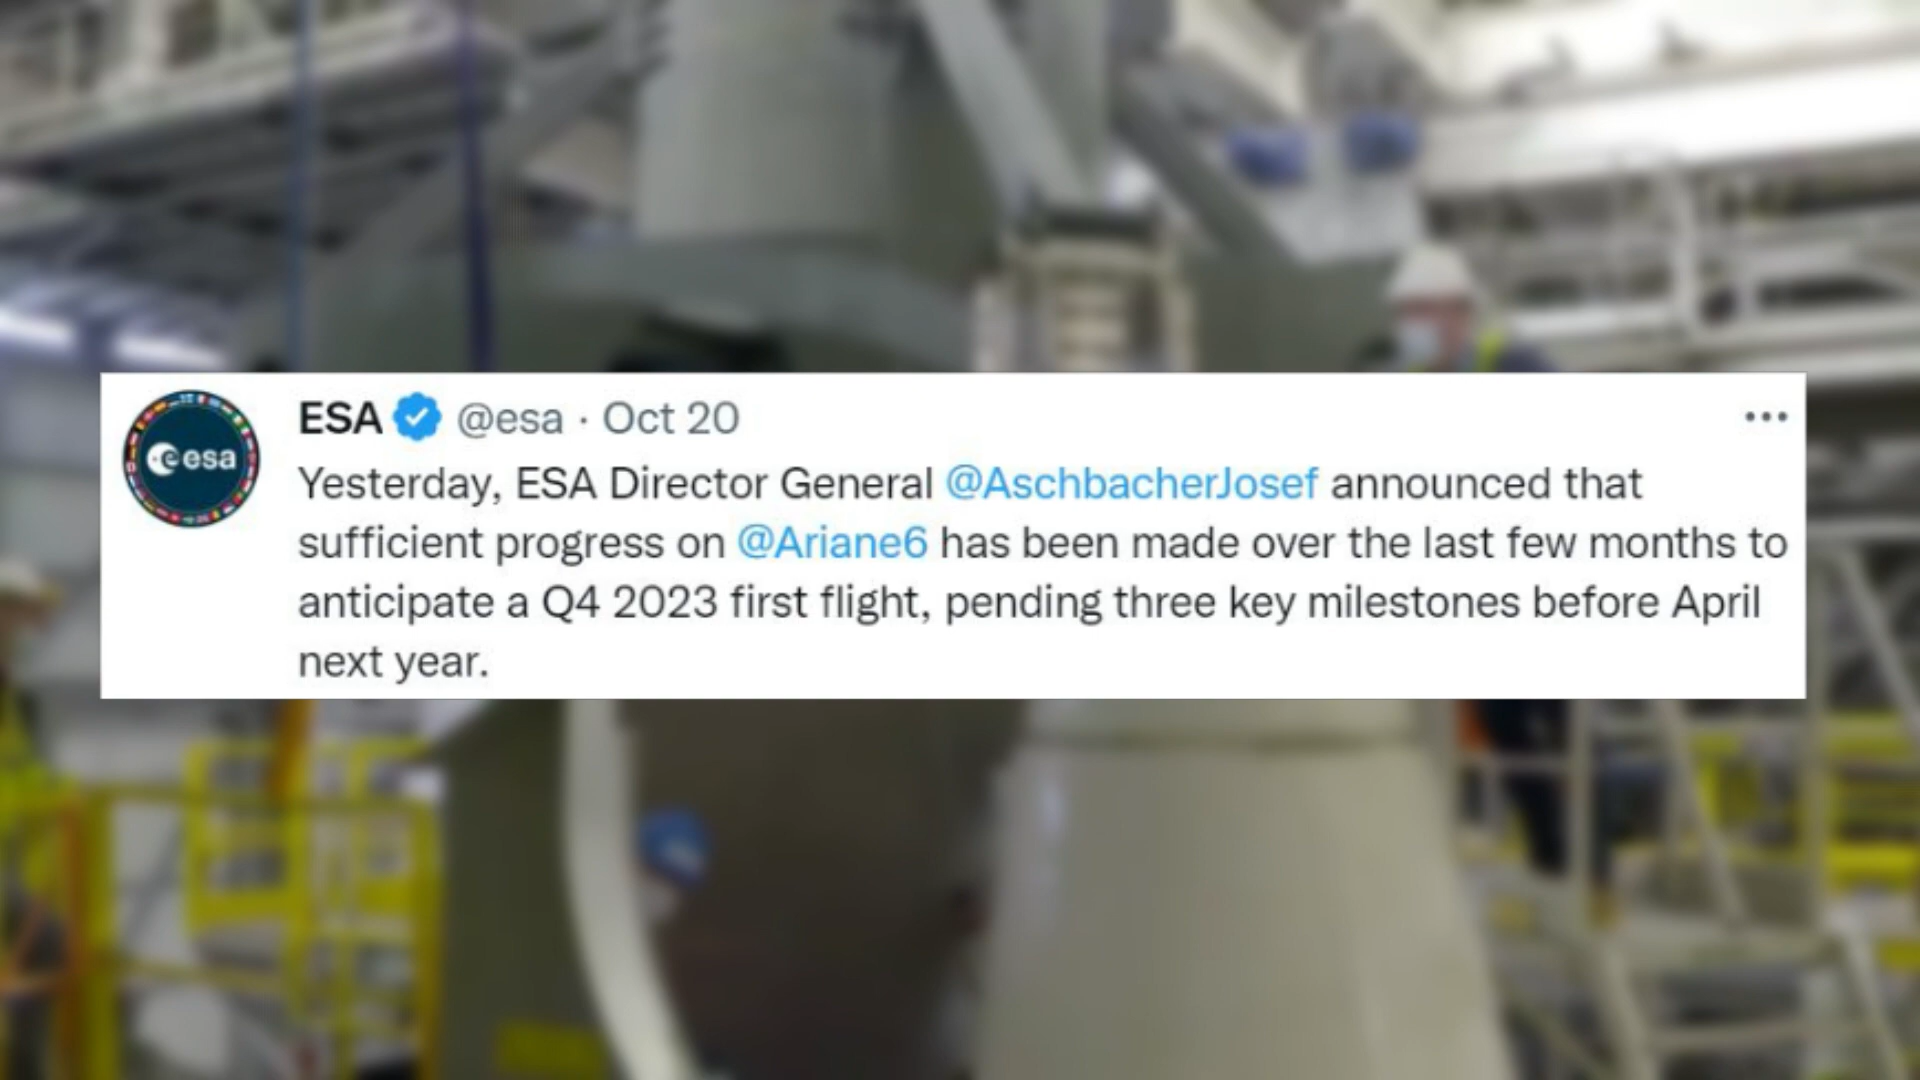 esa
ESA @esa · Oct 20
Yesterday, ESA Director General @AschbacherJosef announced that
sufficient progress on @Ariane6 has been made over the last few months to
anticipate a Q4 2023 first flight, pending three key milestones before April
next year.